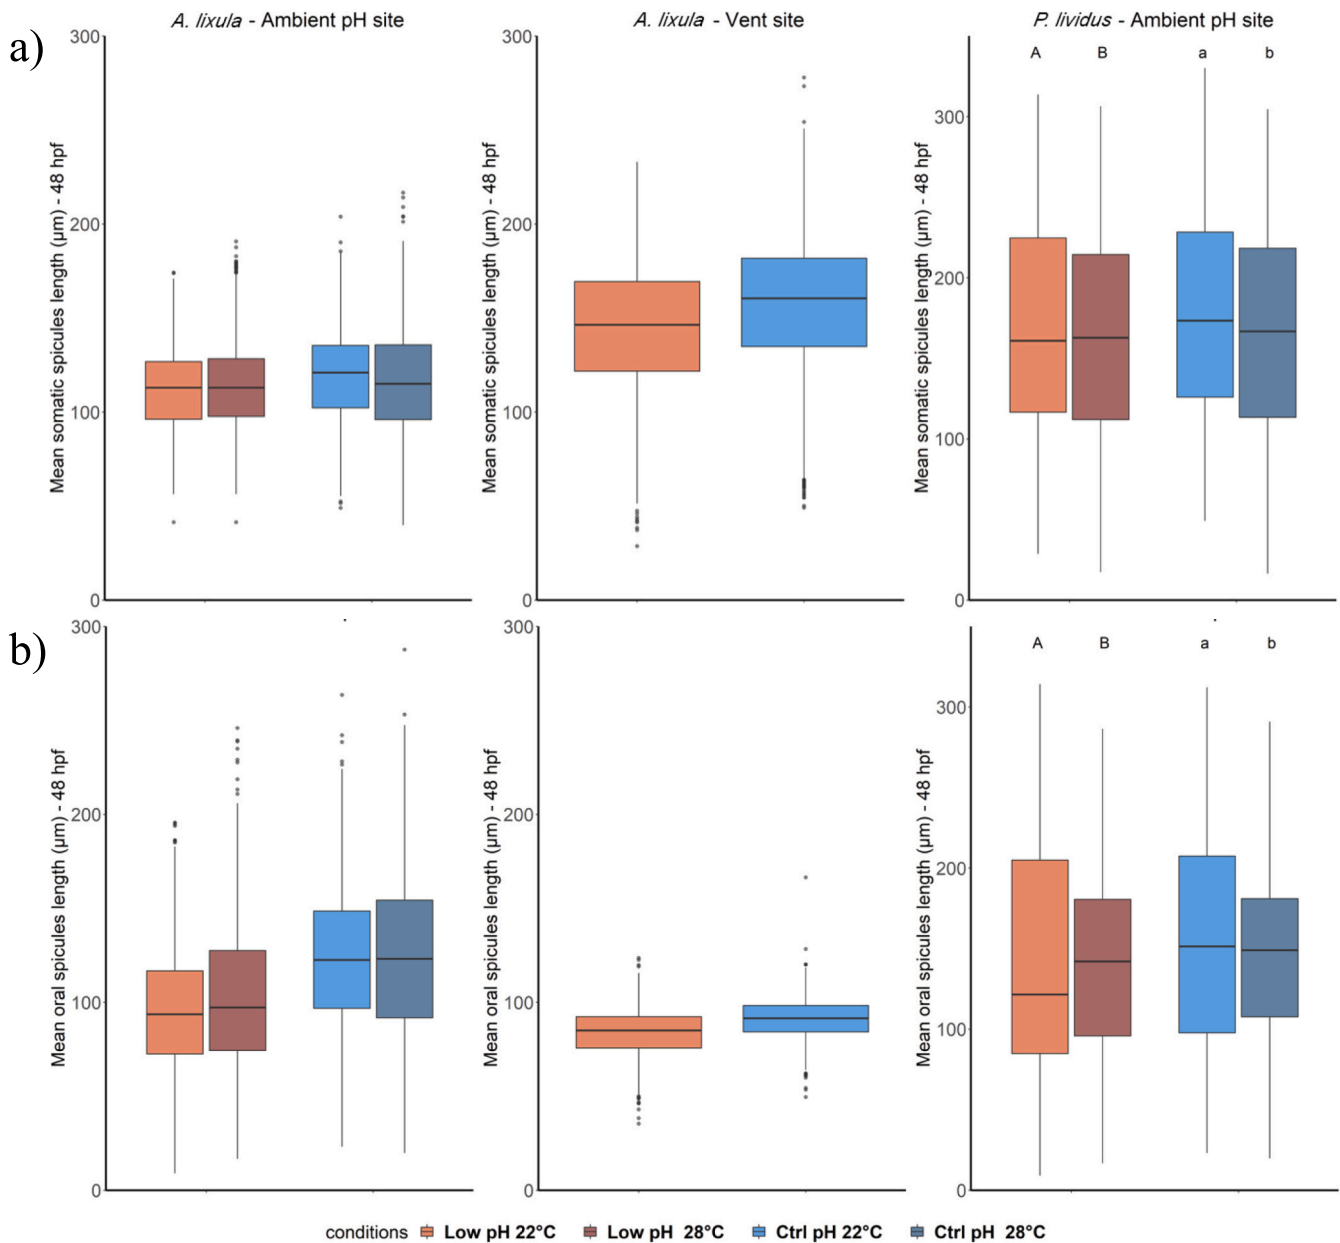 a)
A. lixula - Ambient pH site
A. lixula - Vent site
P. lividus - Ambient pH site
Mean somatic spicules length (µm) - 48 hpf
300
200
100
0
Mean somatic spicules length (µm) - 48 hpf
300
200
100
0
Mean somatic spicules length (µm) - 48 hpf
300
200
100
0
A B a b
b)
Mean oral spicules length (µm) - 48 hpf
300
200
100
0
Mean oral spicules length (µm) - 48 hpf
300
200
100
0
Mean oral spicules length (µm) - 48 hpf
300
200
100
0
A B a b
conditions Low pH 22°C Low pH 28°C Ctrl pH 22°C Ctrl pH 28°C